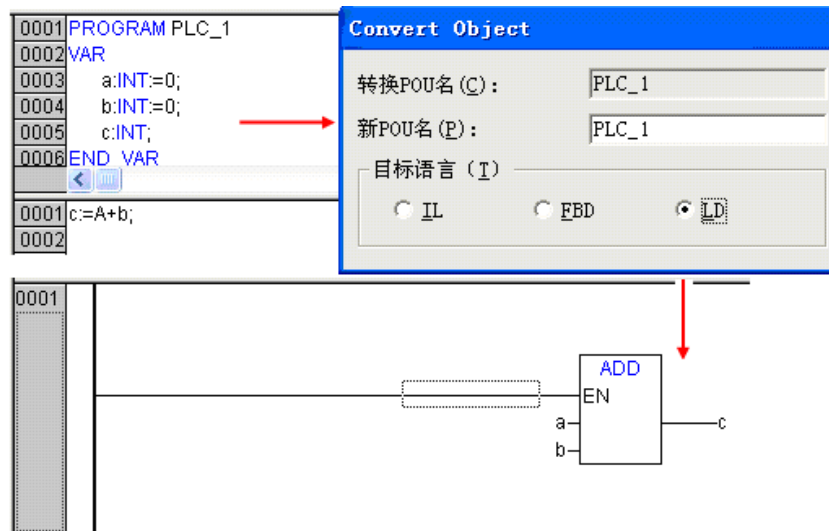 0001 PROGRAM PLC_1
0002 VAR
0003 a:INT:=0;
0004 b:INT:=0;
0005 c:INT;
0006 END_VAR
0001 c:=A+b;
0002
Convert Object
转换POU名(C): PLC_1
新POU名(P): PLC_1
目标语言 (T)
IL FBD LD
0001
ADD
EN
a c
b